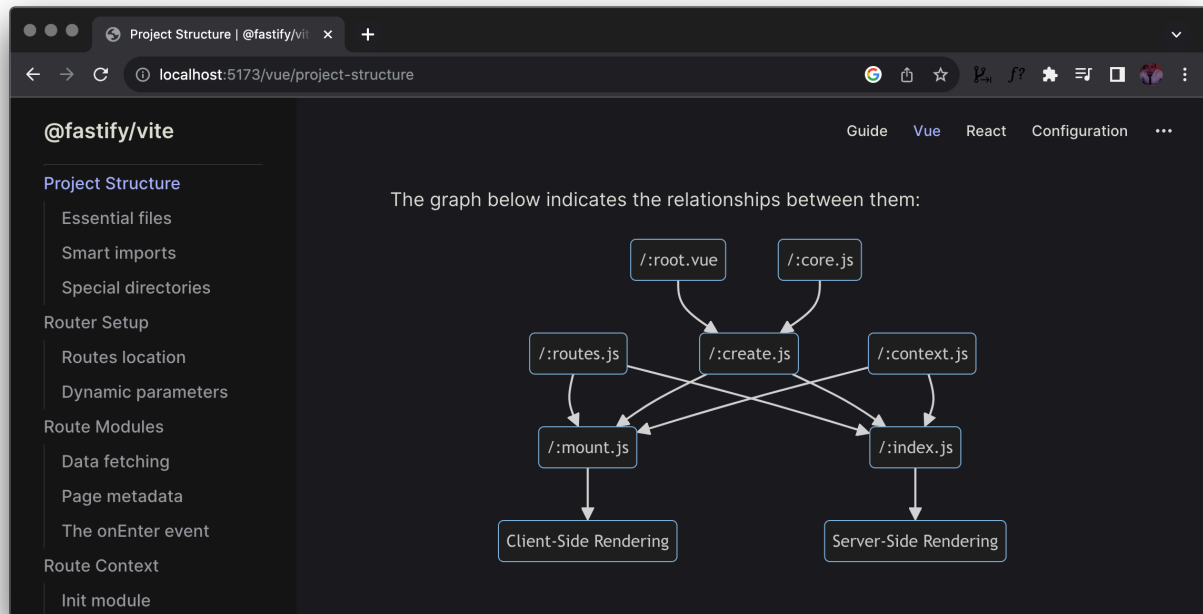 Project Structure | @fastify/vit
localhost:5173/vue/project-structure
@fastify/vite
Guide
Vue
React
Configuration
Project Structure
Essential files
Smart imports
Special directories
Router Setup
Routes location
Dynamic parameters
Route Modules
Data fetching
Page metadata
The onEnter event
Route Context
Init module
The graph below indicates the relationships between them:
/:root.vue
/:core.js
/:routes.js
/:create.js
/:context.js
/:mount.js
/:index.js
Client-Side Rendering
Server-Side Rendering